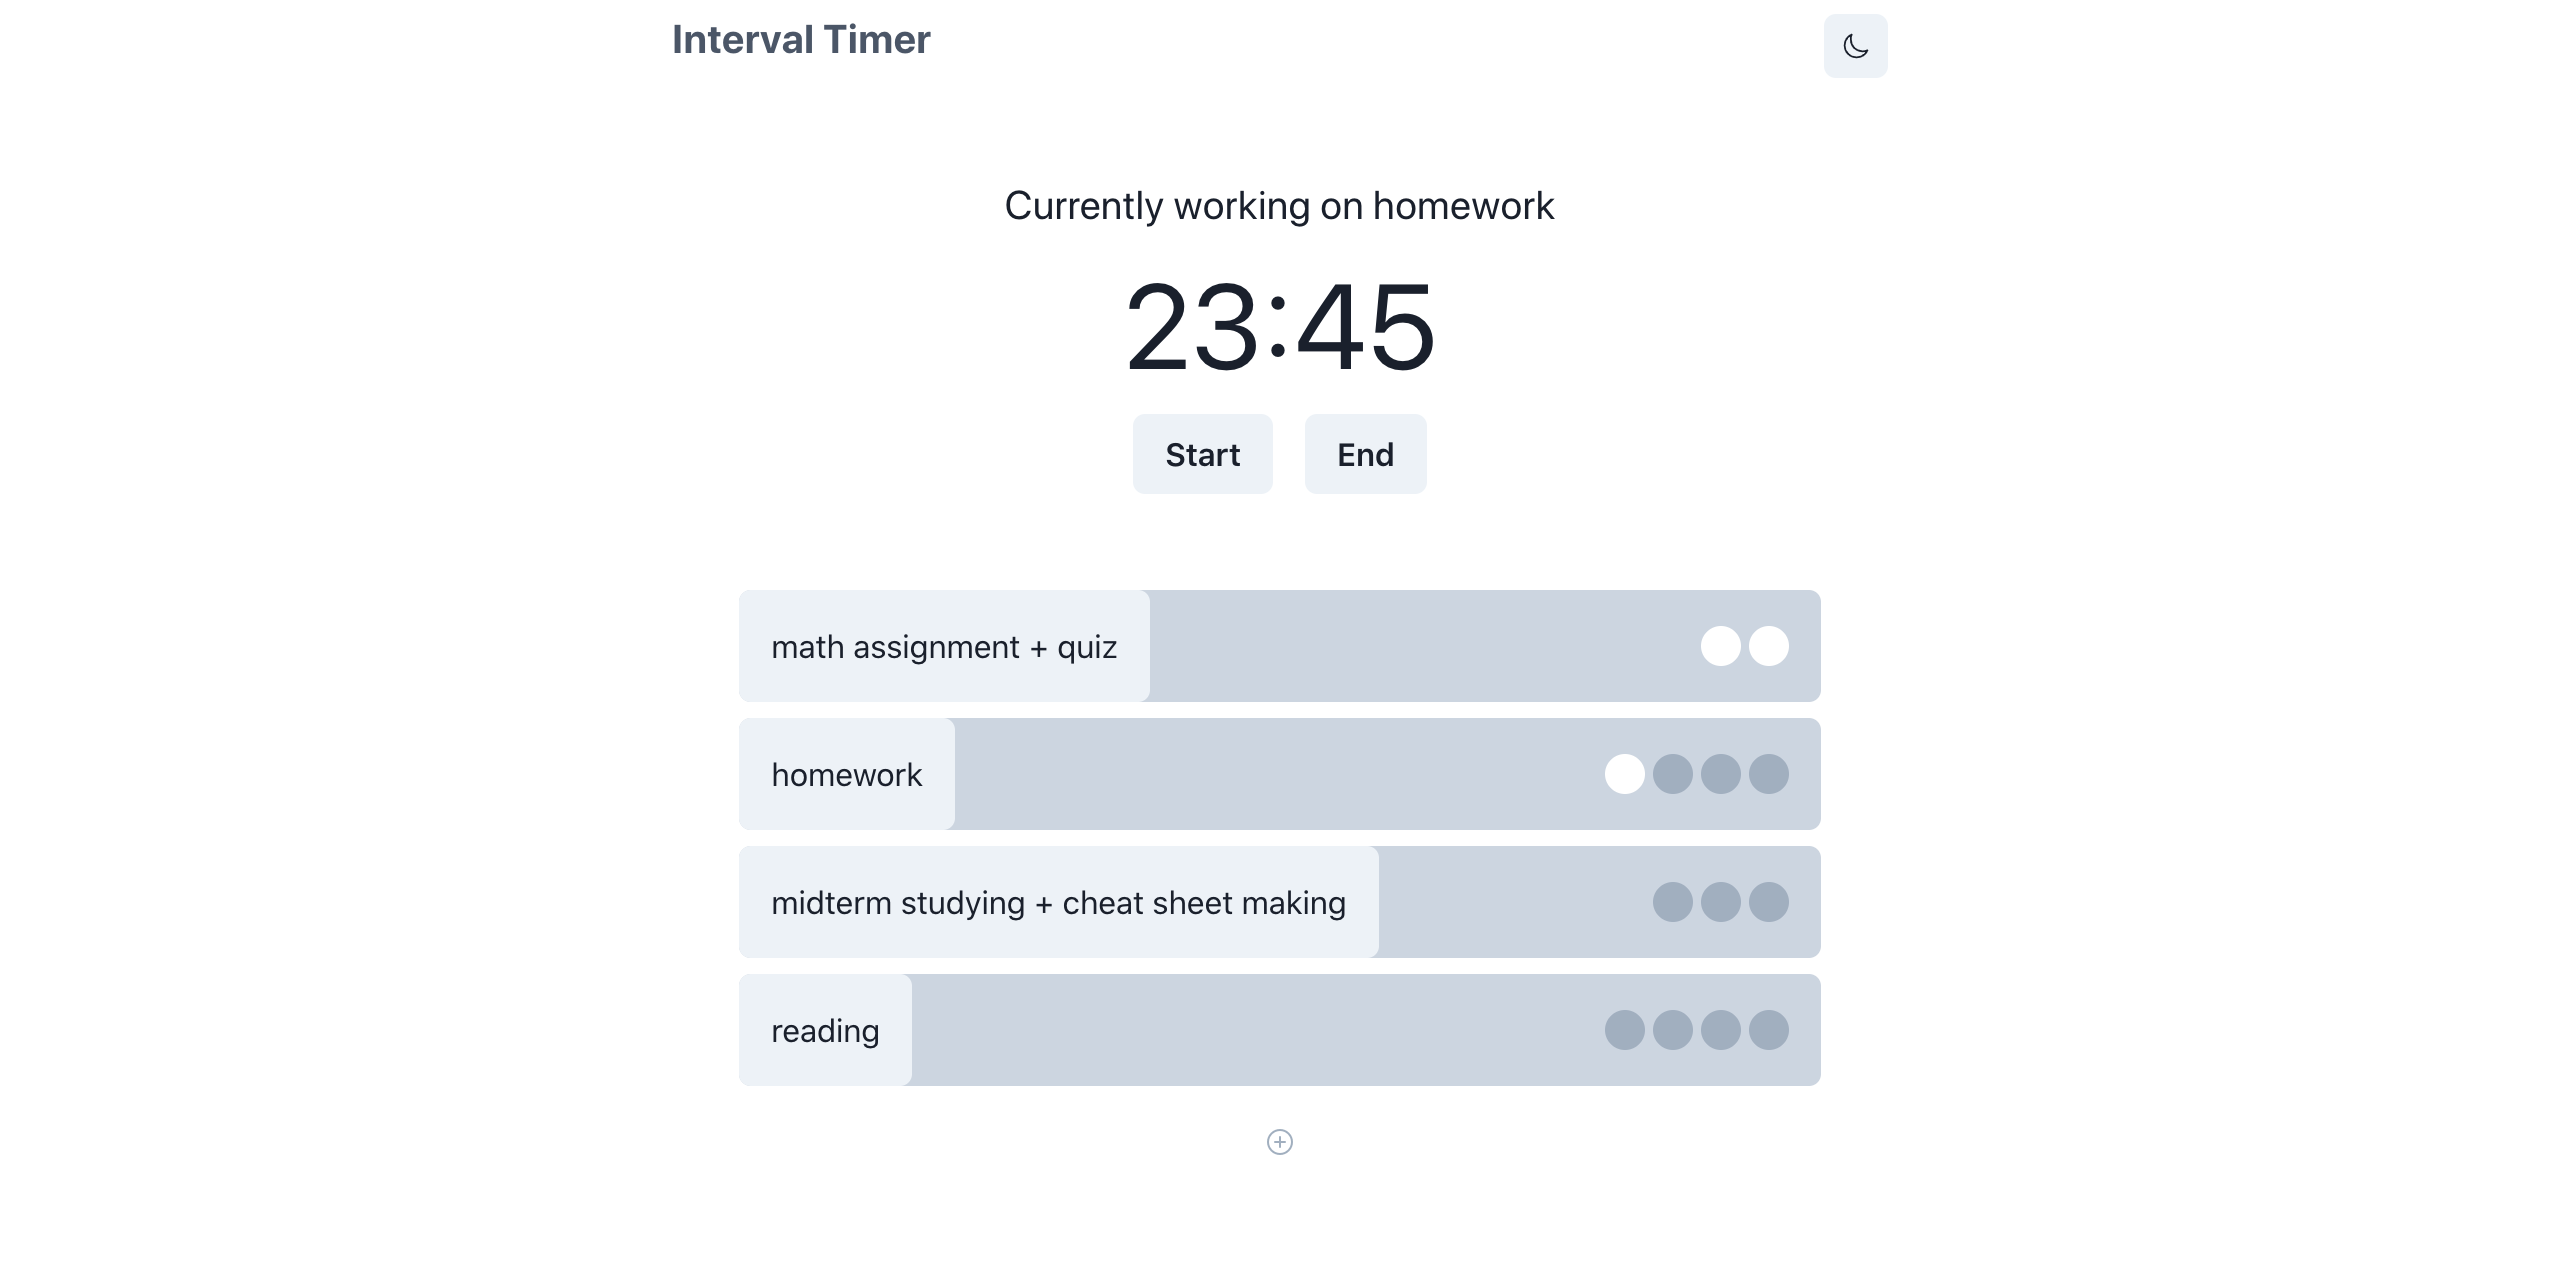 Interval Timer
Currently working on homework
23:45
Start End
math assignment + quiz
homework
midterm studying + cheat sheet making
reading